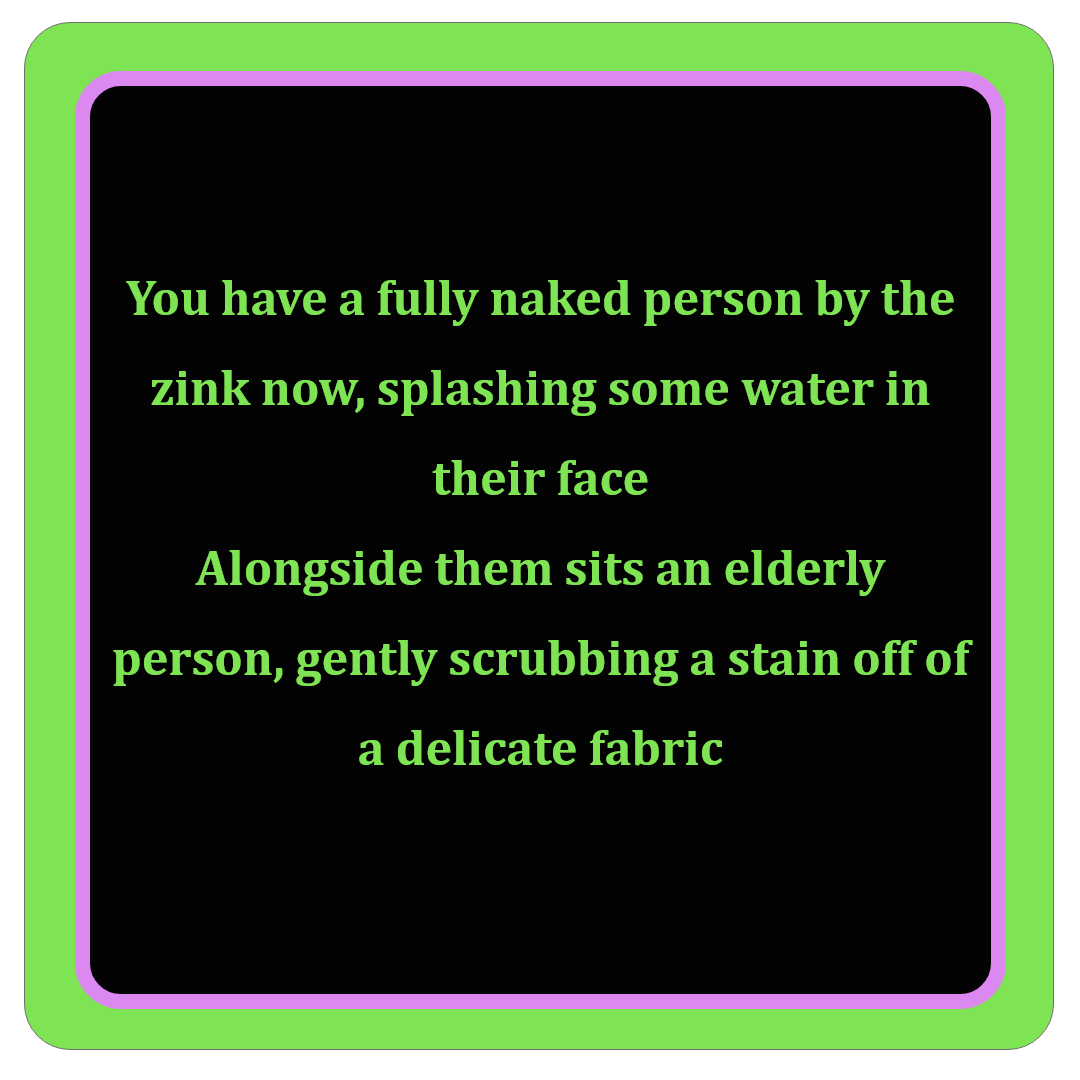 You have a fully naked person by the
zink now, splashing some water in
their face
Alongside them sits an elderly
person, gently scrubbing a stain off of
a delicate fabric